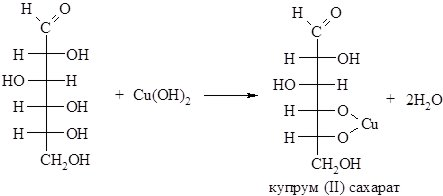 H O
C
H OH
HO H
H OH
H OH
CH₂OH
+ Cu(OH)₂
H O
C
H OH
HO H
H O
Cu
H O
CH₂OH
+ 2H₂O
купрум (II) сахарат